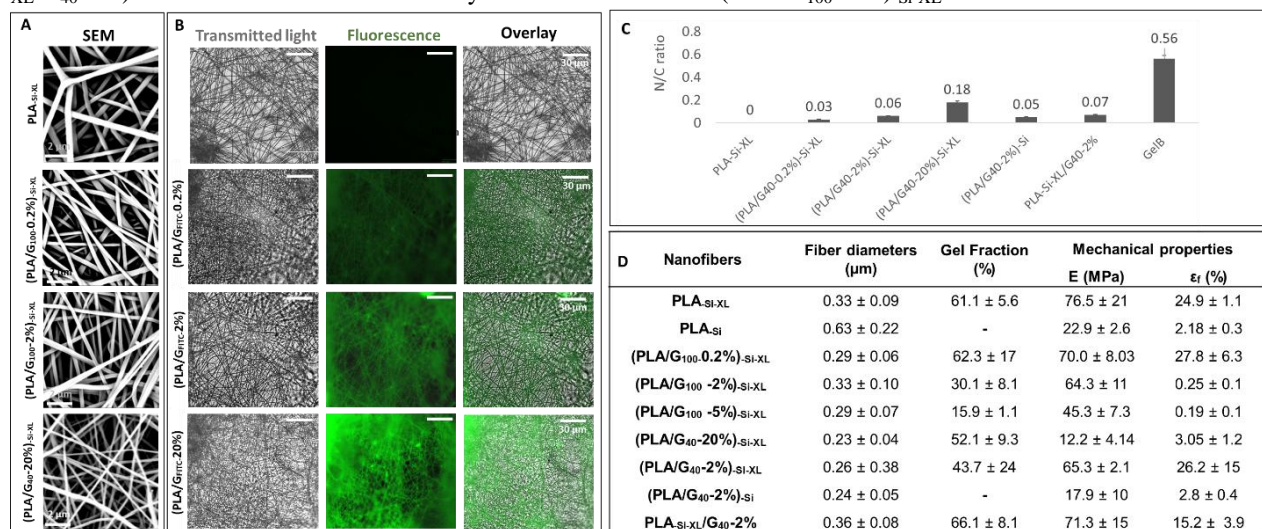 A
SEM
PLA-Si-XL
2 µm
(PLA/G100-0.2%)-Si-XL
2 µm
(PLA/G100-2%)-Si-XL
(PLA/G40-20%)-Si-XL
2 µm
B
Transmitted light Fluorescence Overlay
(PLA/GFITC-0.2%)
(PLA/GFITC-2%)
(PLA/GFITC-20%)
30 µm
30 µm
30 µm
C
N/C ratio
0.8
0.6
0.4
0.2
0
0 0.03 0.06 0.18 0.05 0.07 0.56
PLA-Si-XL
(PLA/G40-0.2%)-Si-XL
(PLA/G40-2%)-Si-XL
(PLA/G40-20%)-Si-XL
(PLA/G40-2%)-Si
PLA-Si-XL/G40-2%
GelB
D Nanofibers Fiber diameters (µm) Gel Fraction (%) Mechanical properties
E (MPa) εf (%)
PLA-Si-XL 0.33 ± 0.09 61.1 ± 5.6 76.5 ± 21 24.9 ± 1.1
PLA-Si 0.63 ± 0.22 - 22.9 ± 2.6 2.18 ± 0.3
(PLA/G100-0.2%)-Si-XL 0.29 ± 0.06 62.3 ± 17 70.0 ± 8.03 27.8 ± 6.3
(PLA/G100 -2%)-Si-XL 0.33 ± 0.10 30.1 ± 8.1 64.3 ± 11 0.25 ± 0.1
(PLA/G100 -5%)-Si-XL 0.29 ± 0.07 15.9 ± 1.1 45.3 ± 7.3 0.19 ± 0.1
(PLA/G40-20%)-Si-XL 0.23 ± 0.04 52.1 ± 9.3 12.2 ± 4.14 3.05 ± 1.2
(PLA/G40-2%)-Si-XL 0.26 ± 0.38 43.7 ± 24 65.3 ± 2.1 26.2 ± 15
(PLA/G40-2%)-Si 0.24 ± 0.05 - 17.9 ± 10 2.8 ± 0.4
PLA-Si-XL/G40-2% 0.36 ± 0.08 66.1 ± 8.1 71.3 ± 15 15.2 ± 3.9